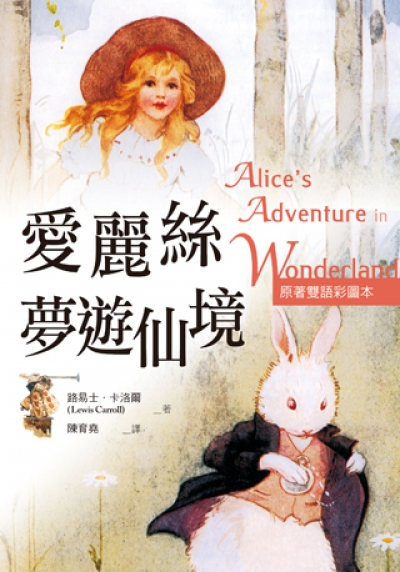 Alice's
Adventure in
Wonderland
原著雙語彩圖本
愛麗絲
夢遊仙境
路易士·卡洛爾
(Lewis Carroll) __著
陳育堯 __譯